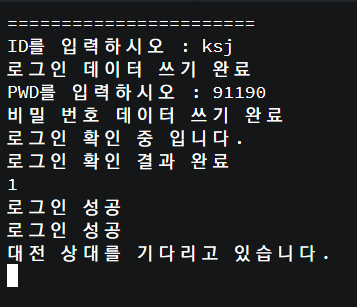 =======================
ID를 입력하시오 : ksj
로그인 데이터 쓰기 완료
PWD를 입력하시오 : 91190
비밀 번호 데이터 쓰기 완료
로그인 확인 중 입니다.
로그인 확인 결과 완료
1
로그인 성공
로그인 성공
대전 상대를 기다리고 있습니다.